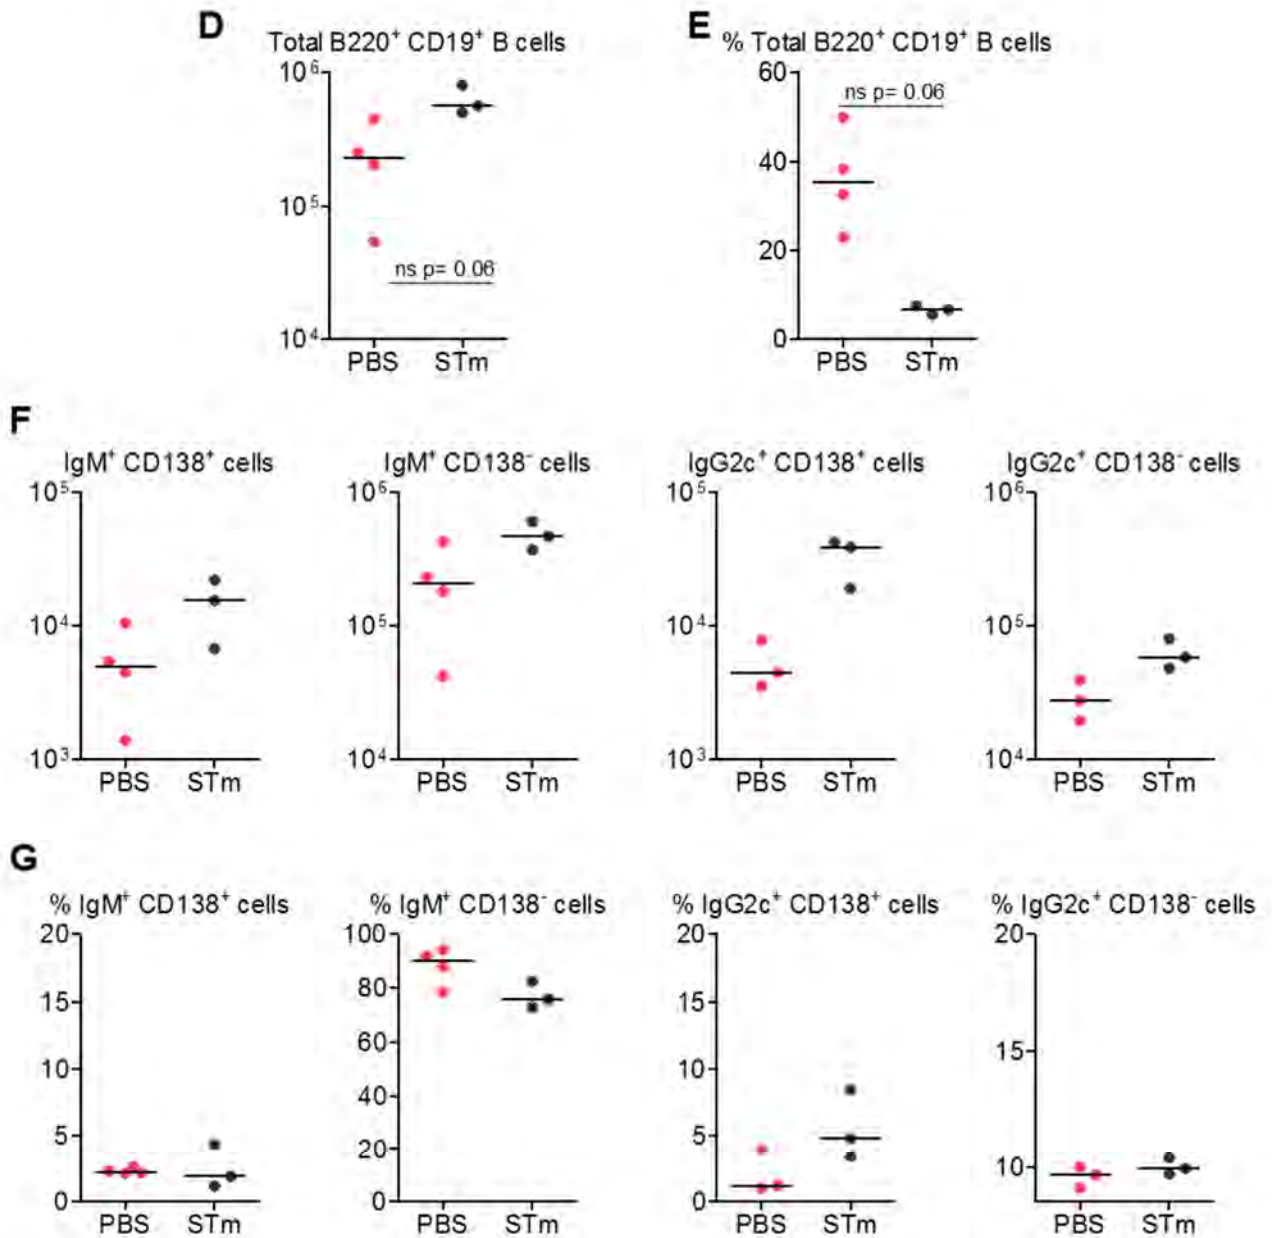 D
E
Total B220⁺ CD19⁺ B cells
% Total B220⁺ CD19⁺ B cells
10⁶
10⁵
10⁴
ns p= 0.06
PBS STm
60
40
20
0
ns p= 0.06
PBS STm
F
IgM⁺ CD138⁺ cells
10⁵
10⁴
10³
PBS STm
IgM⁺ CD138⁻ cells
10⁶
10⁵
10⁴
PBS STm
IgG2c⁺ CD138⁺ cells
10⁵
10⁴
10³
PBS STm
IgG2c⁺ CD138⁻ cells
10⁶
10⁵
10⁴
PBS STm
G
% IgM⁺ CD138⁺ cells
20
15
10
5
0
PBS STm
% IgM⁺ CD138⁻ cells
100
80
60
40
20
0
PBS STm
% IgG2c⁺ CD138⁺ cells
20
15
10
5
0
PBS STm
% IgG2c⁺ CD138⁻ cells
20
15
10
PBS STm